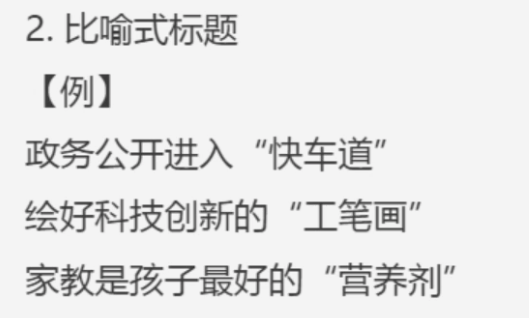 2. 比喻式标题
【例】
政务公开进入“快车道”
绘好科技创新的“工笔画”
家教是孩子最好的“营养剂”